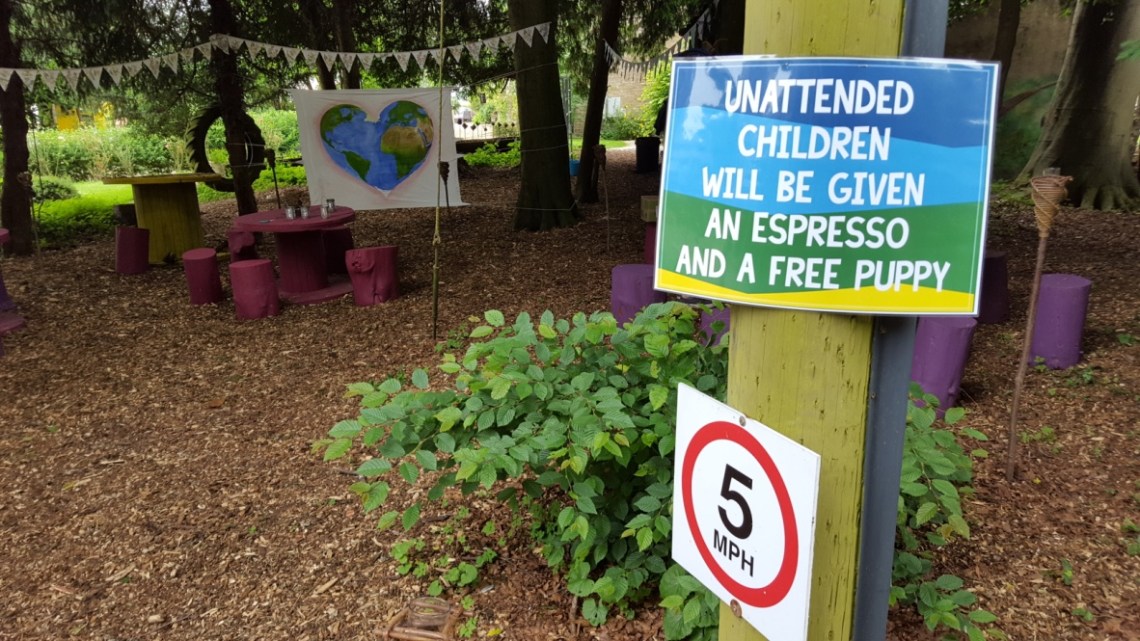 UNATTENDED
CHILDREN
WILL BE GIVEN
AN ESPRESSO
AND A FREE PUPPY
5
MPH